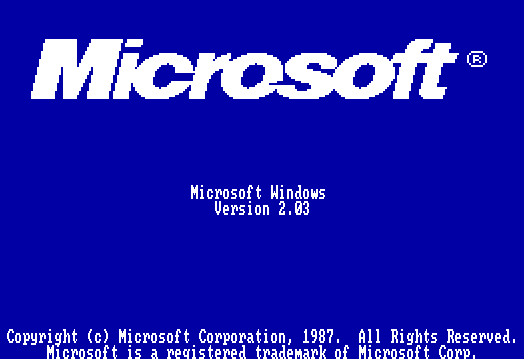 Microsoft®
Microsoft Windows
Version 2.03
Copyright (c) Microsoft Corporation, 1987. All Rights Reserved.
Microsoft is a registered trademark of Microsoft Corp.